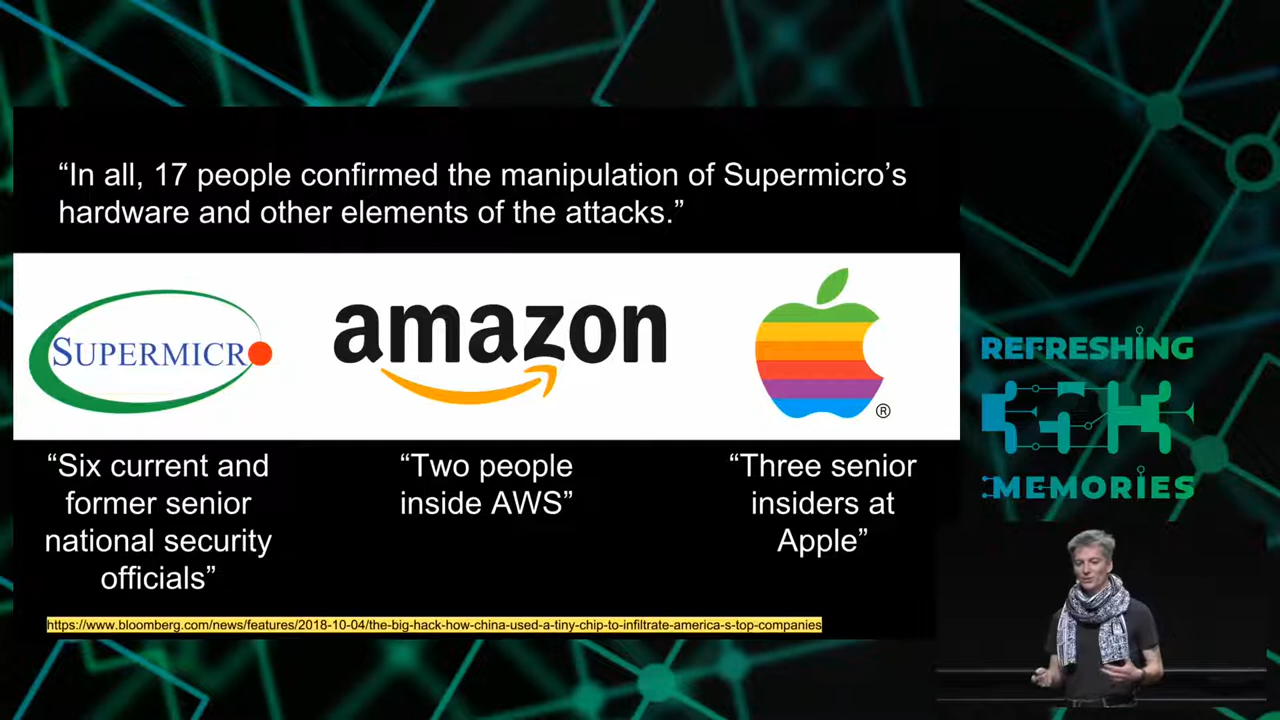 “In all, 17 people confirmed the manipulation of Supermicro’s
hardware and other elements of the attacks.”
SUPERMICR
amazon
®
“Six current and
former senior
national security
officials”
“Two people
inside AWS”
“Three senior
insiders at
Apple”
https://www.bloomberg.com/news/features/2018-10-04/the-big-hack-how-china-used-a-tiny-chip-to-infiltrate-america-s-top-companies
REFRESHING
35C3
MEMORIES